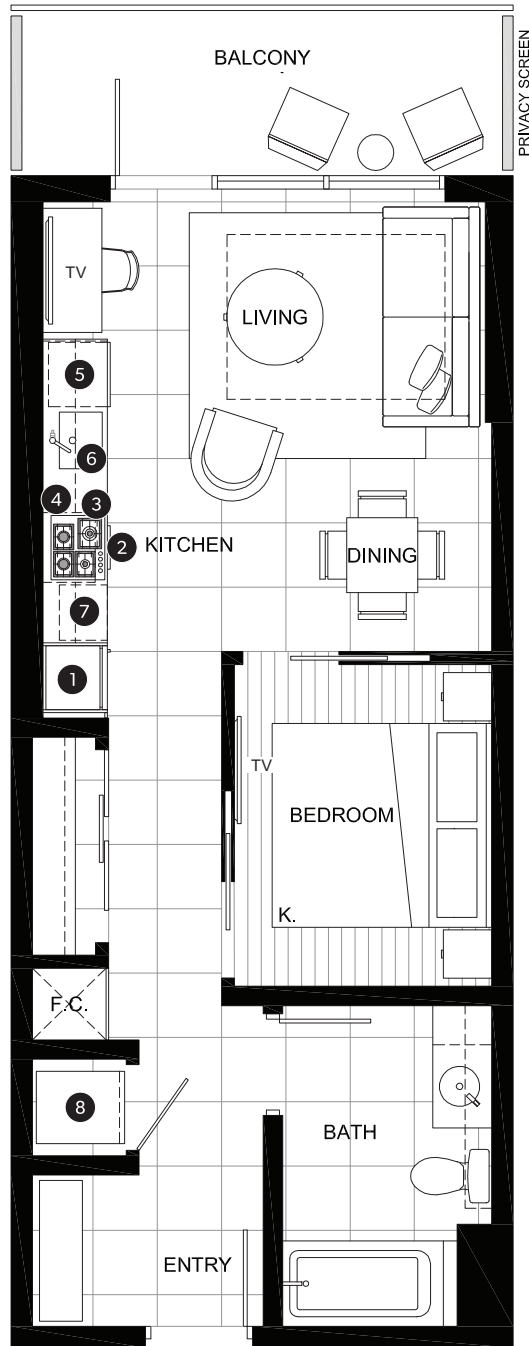 BALCONY
PRIVACY SCREEN
TV
LIVING
5
6
4
3
2
KITCHEN
DINING
7
1
TV
BEDROOM
K.
F.C.
8
BATH
ENTRY